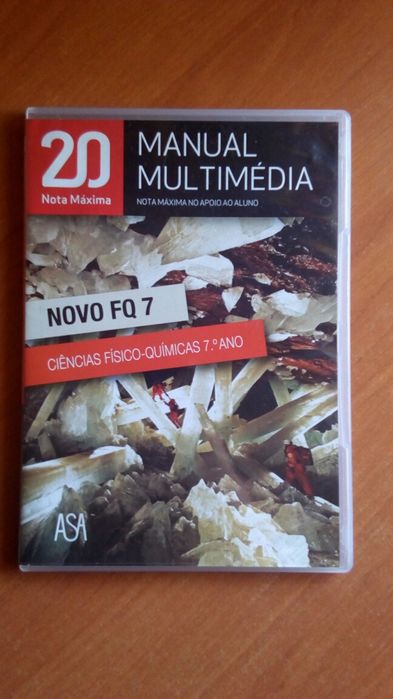 20
Nota Máxima
MANUAL
MULTIMÉDIA
NOTA MÁXIMA NO APOIO AO ALUNO
NOVO FQ 7
CIÊNCIAS FÍSICO-QUÍMICAS 7.º ANO
ASA